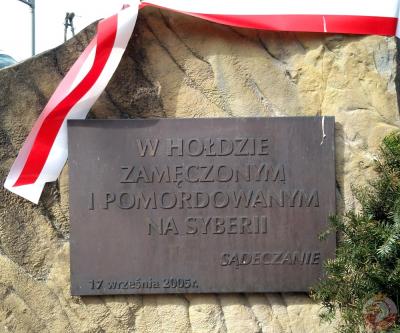 W HOŁDZIE
ZAMĘCZONYM
I POMORDOWANYM
NA SYBERII
SĄDECZANIE
17 września 2005r.